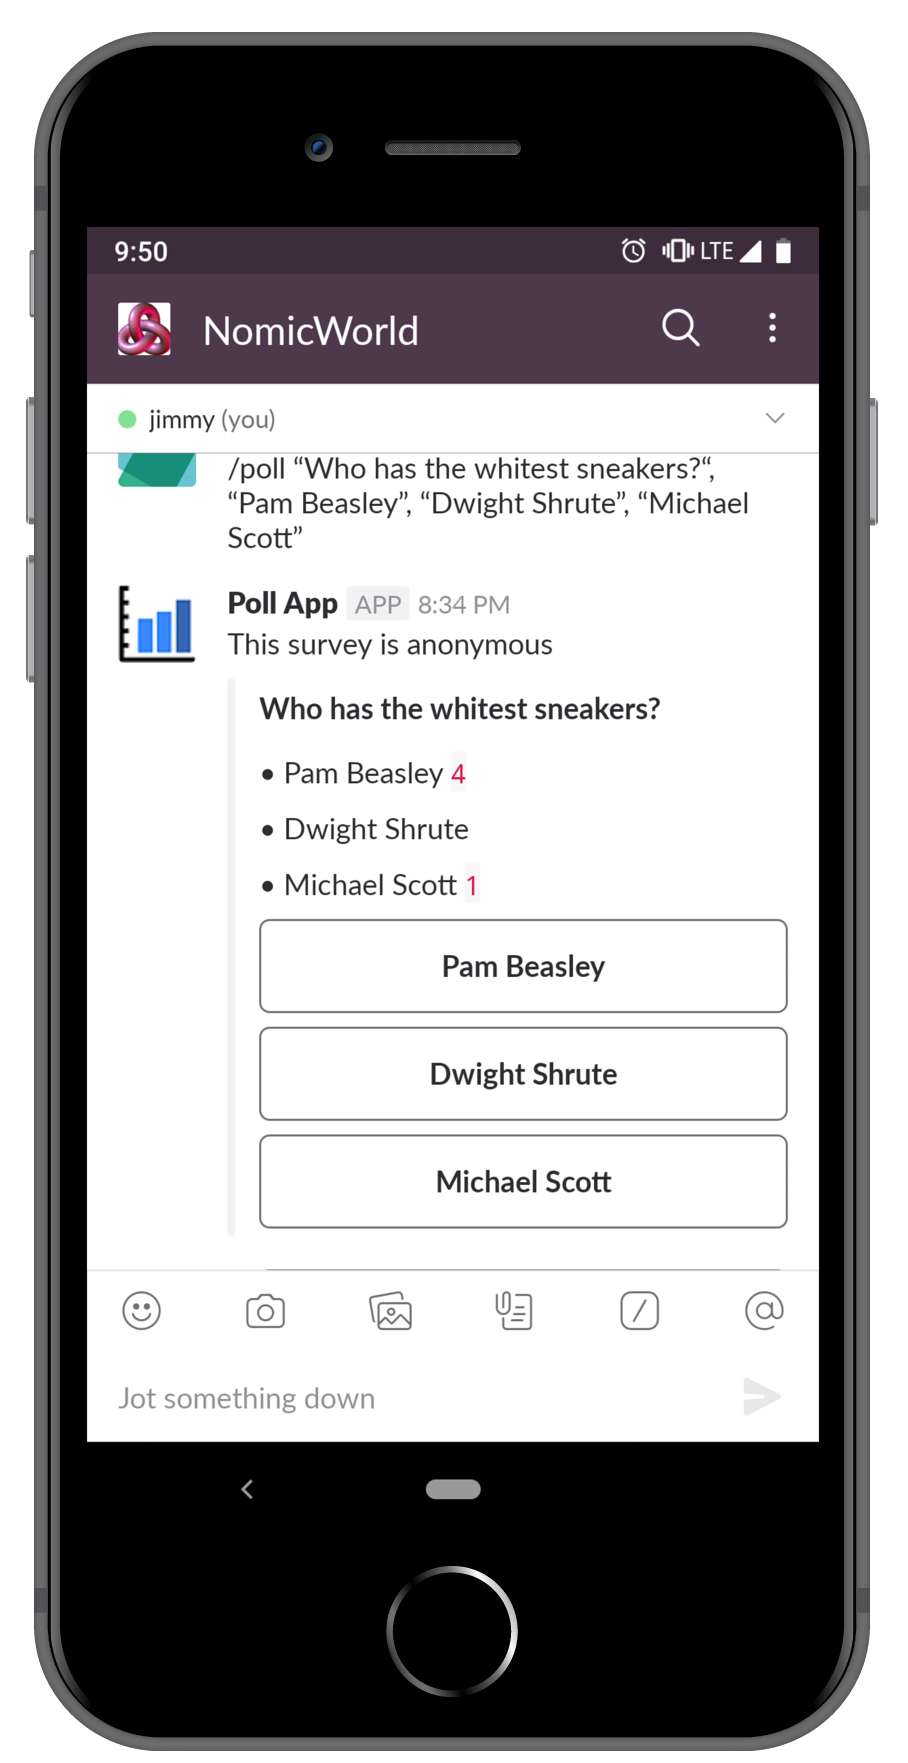 9:50 LTE
NomicWorld
jimmy (you)
/poll “Who has the whitest sneakers?“,
“Pam Beasley”, “Dwight Shrute”, “Michael
Scott”
Poll App APP 8:34 PM
This survey is anonymous
Who has the whitest sneakers?
• Pam Beasley 4
• Dwight Shrute
• Michael Scott 1
Pam Beasley
Dwight Shrute
Michael Scott
Jot something down